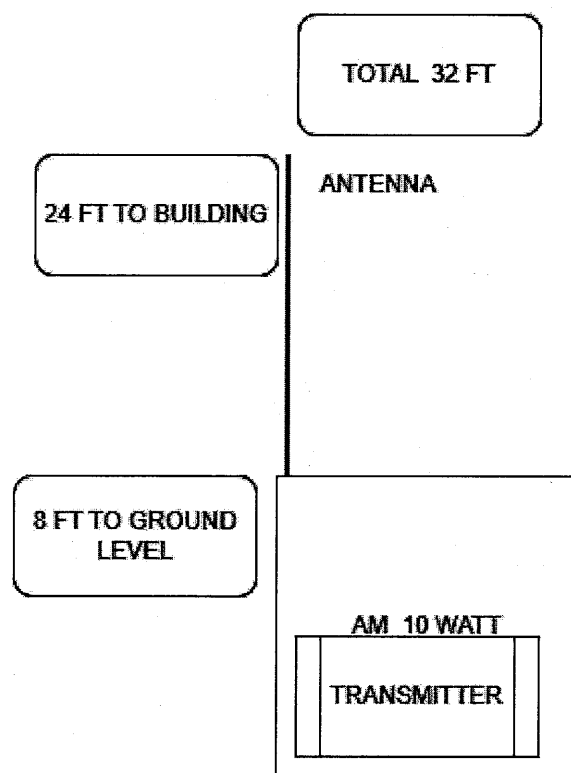 TOTAL 32 FT
ANTENNA
24 FT TO BUILDING
8 FT TO GROUND
LEVEL
AM 10 WATT
TRANSMITTER